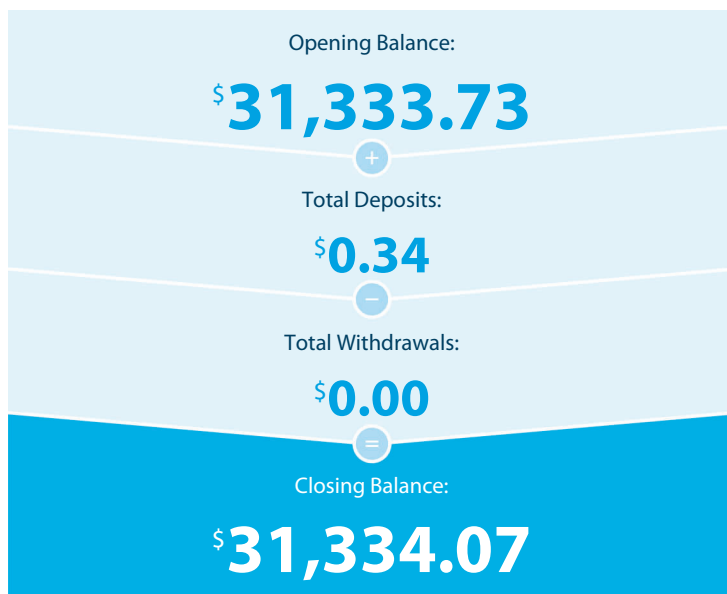 Opening Balance:
$31,333.73
+
Total Deposits:
$0.34
−
Total Withdrawals:
$0.00
=
Closing Balance:
$31,334.07